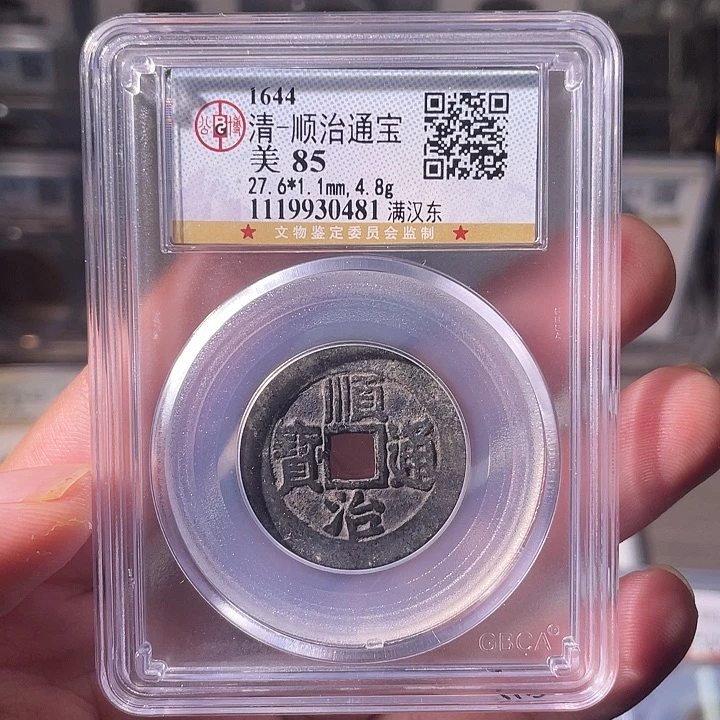 1644
清-顺治通宝
美 85
27.6*1.1mm,4.8g
1119930481 满汉东
★ 文物鉴定委员会监制 ★
順
寶 通
治
GBCA